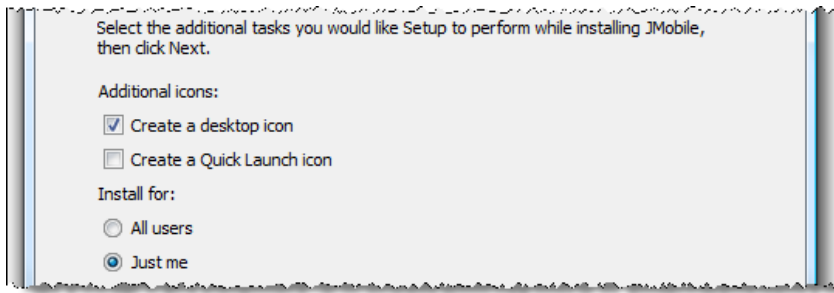 Select the additional tasks you would like Setup to perform while installing JMobile,
then click Next.
Additional icons:
Create a desktop icon
Create a Quick Launch icon
Install for:
All users
Just me